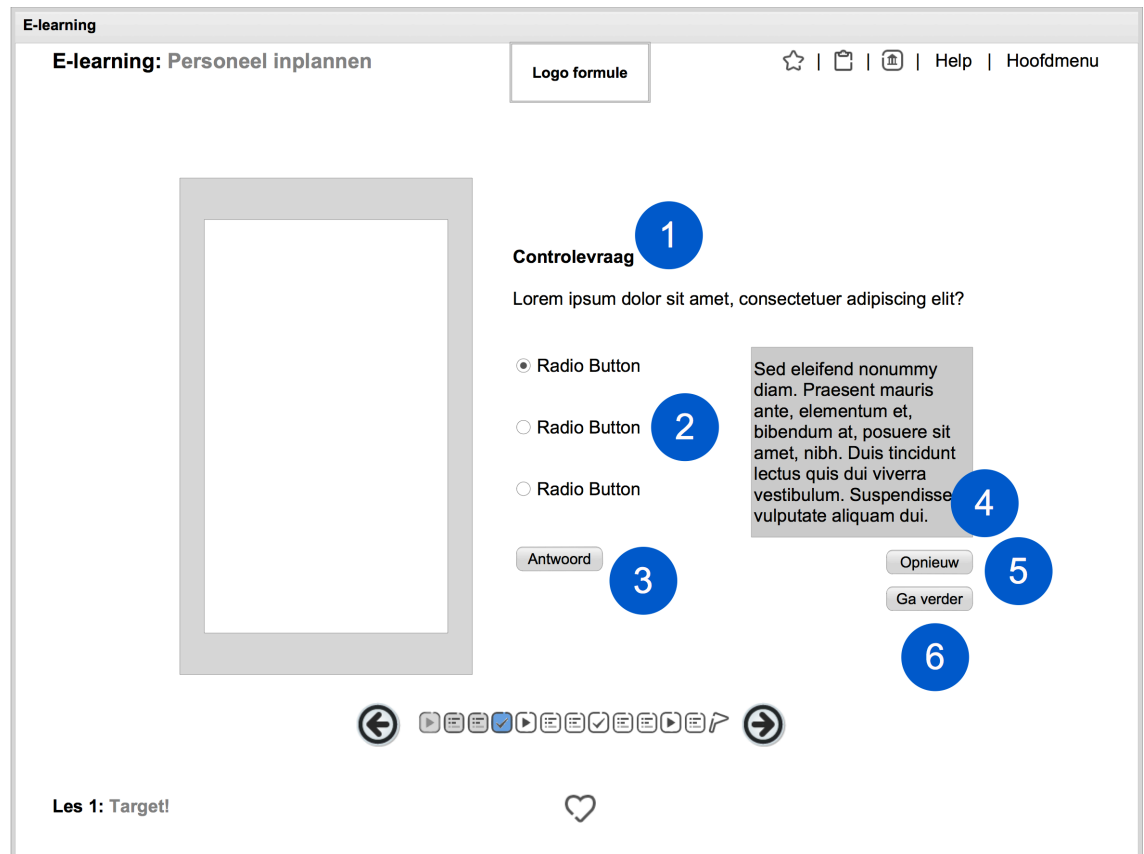 E-learning
E-learning: Personeel inplannen
Logo formule
| | | Help | Hoofdmenu
1
Controlevraag
Lorem ipsum dolor sit amet, consectetuer adipiscing elit?
Radio Button
Radio Button
2
Radio Button
Sed eleifend nonummy
diam. Praesent mauris
ante, elementum et,
bibendum at, posuere sit
amet, nibh. Duis tincidunt
lectus quis dui viverra
vestibulum. Suspendisse
vulputate aliquam dui.
4
Antwoord
3
Opnieuw
5
Ga verder
6
Les 1: Target!